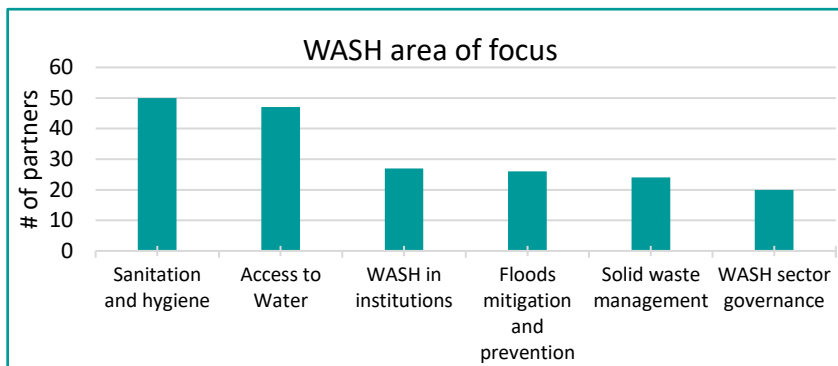 WASH area of focus
# of partners
60
50
40
30
20
10
0
Sanitation
and hygiene
Access to
Water
WASH in
institutions
Floods
mitigation
and
prevention
Solid waste
management
WASH sector
governance